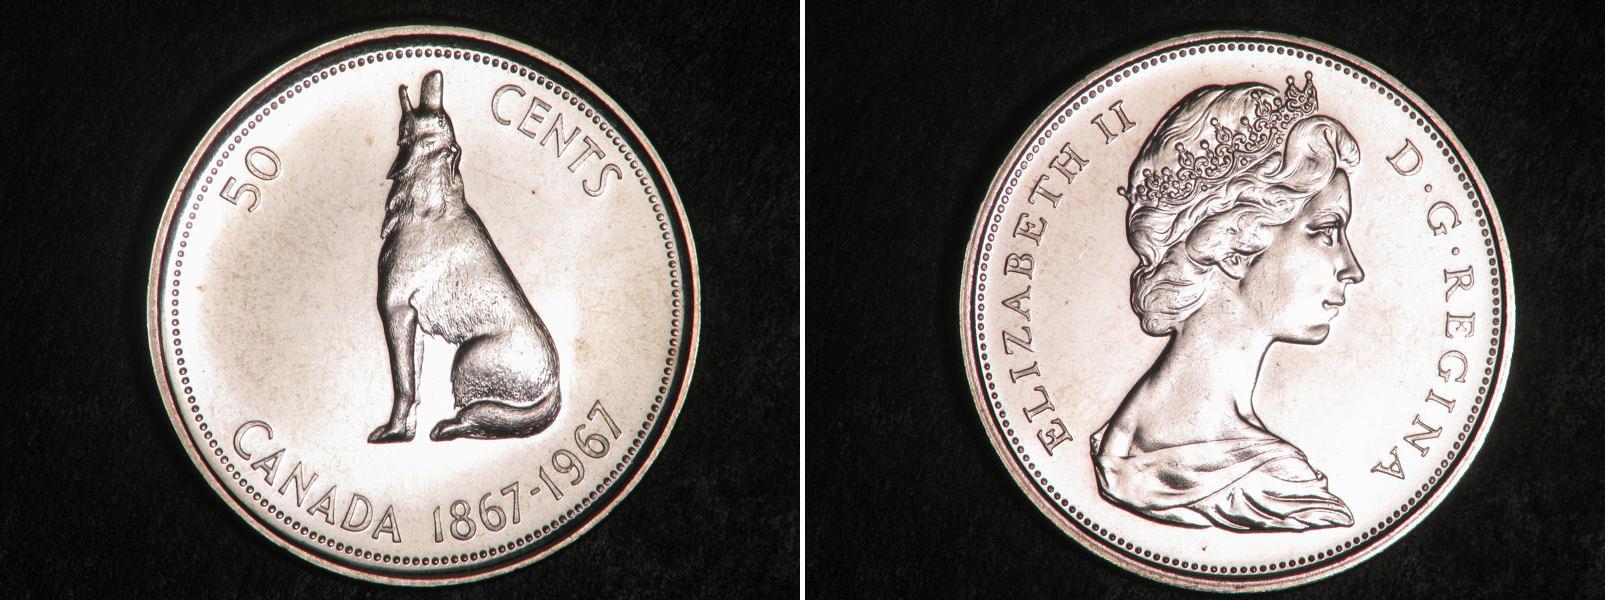 50 CENTS
CANADA 1867-1967
ELIZABETH II D·G·REGINA